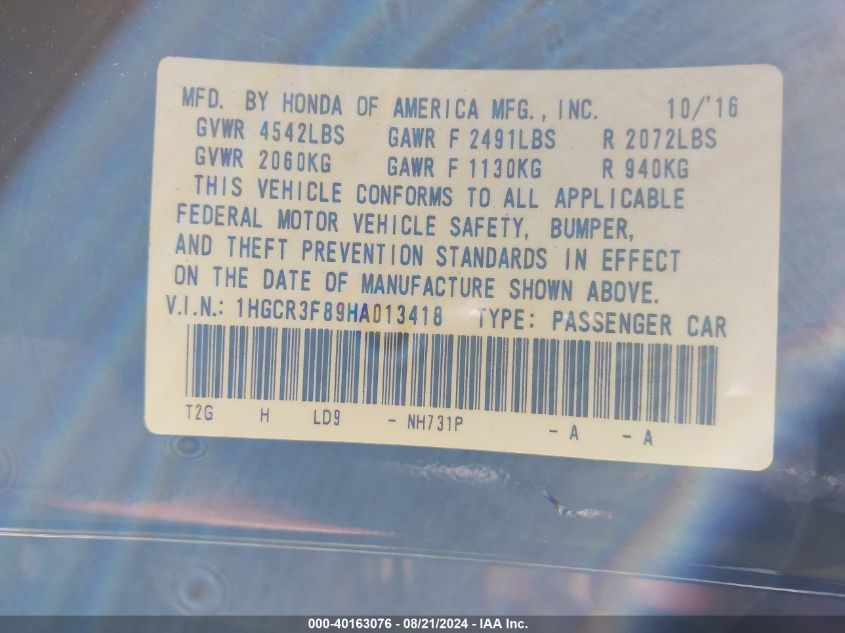 MFD. BY HONDA OF AMERICA MFG., INC. 10/'16
GVWR 4542LBS GAWR F 2491LBS R 2072LBS
GVWR 2060KG GAWR F 1130KG R 940KG
THIS VEHICLE CONFORMS TO ALL APPLICABLE
FEDERAL MOTOR VEHICLE SAFETY, BUMPER,
AND THEFT PREVENTION STANDARDS IN EFFECT
ON THE DATE OF MANUFACTURE SHOWN ABOVE.
V.I.N.: 1HGCR3F89HA013418 TYPE: PASSENGER CAR
T2G H LD9 - NH731P - A - A
000-40163076 - 08/21/2024 - IAA Inc.